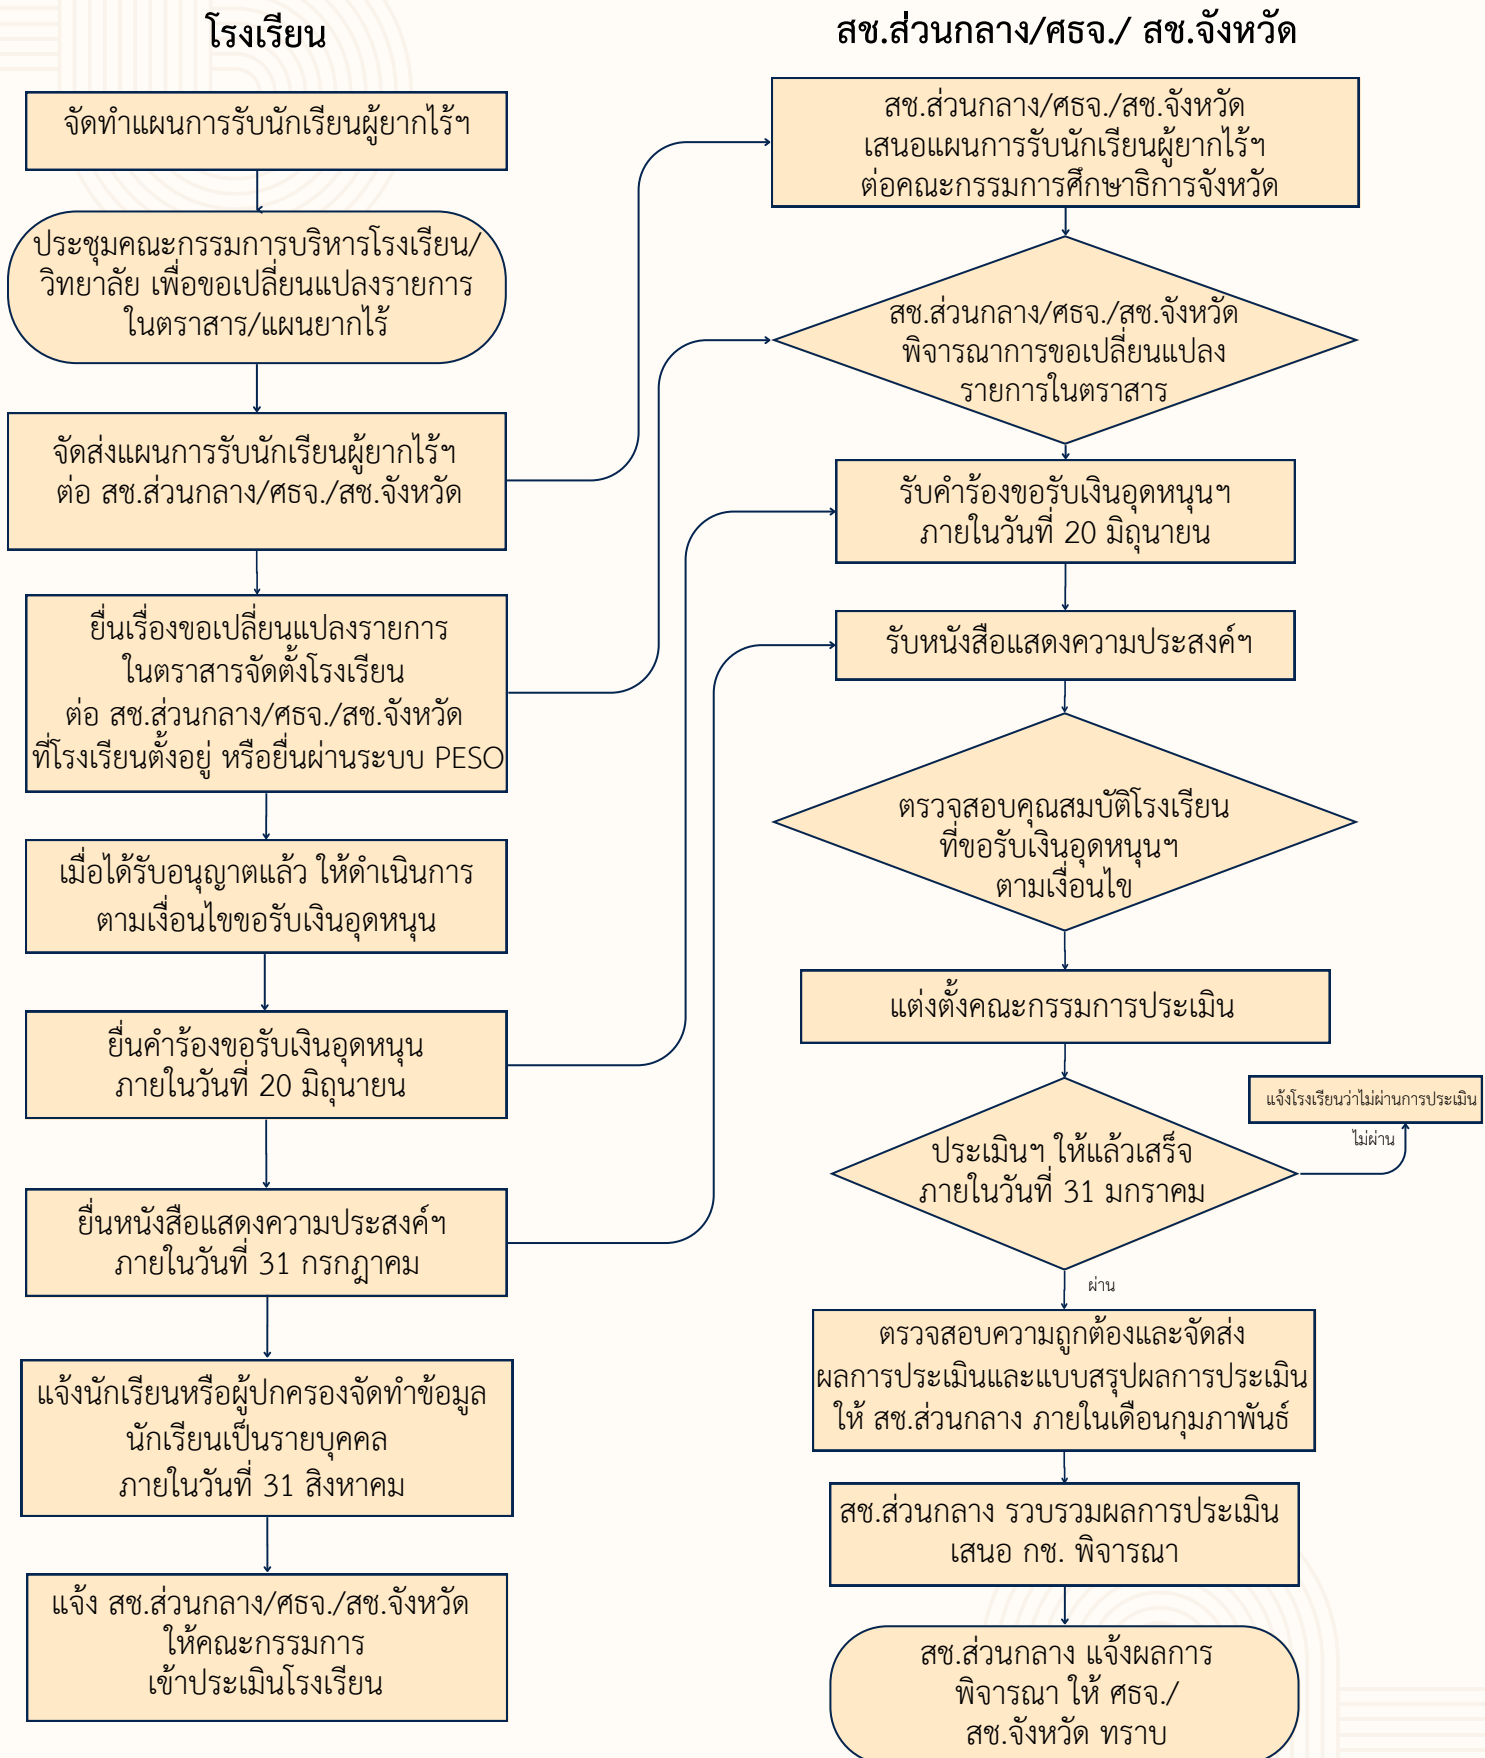 โรงเรียน
จัดทำแผนการรับนักเรียนผู้ยากไร้ฯ
ประชุมคณะกรรมการบริหารโรงเรียน/
วิทยาลัย เพื่อขอเปลี่ยนแปลงรายการ
ในตราสาร/แผนยากไร้
จัดส่งแผนการรับนักเรียนผู้ยากไร้ฯ
ต่อ สช.ส่วนกลาง/ศธจ./สช.จังหวัด
ยื่นเรื่องขอเปลี่ยนแปลงรายการ
ในตราสารจัดตั้งโรงเรียน
ต่อ สช.ส่วนกลาง/ศธจ./สช.จังหวัด
ที่โรงเรียนตั้งอยู่ หรือยื่นผ่านระบบ PESO
เมื่อได้รับอนุญาตแล้ว ให้ดำเนินการ
ตามเงื่อนไขขอรับเงินอุดหนุน
ยื่นคำร้องขอรับเงินอุดหนุน
ภายในวันที่ 20 มิถุนายน
ยื่นหนังสือแสดงความประสงค์ฯ
ภายในวันที่ 31 กรกฎาคม
แจ้งนักเรียนหรือผู้ปกครองจัดทำข้อมูล
นักเรียนเป็นรายบุคคล
ภายในวันที่ 31 สิงหาคม
แจ้ง สช.ส่วนกลาง/ศธจ./สช.จังหวัด
ให้คณะกรรมการ
เข้าประเมินโรงเรียน
สช.ส่วนกลาง/ศธจ./ สช.จังหวัด
สช.ส่วนกลาง/ศธจ./สช.จังหวัด
เสนอแผนการรับนักเรียนผู้ยากไร้ฯ
ต่อคณะกรรมการศึกษาธิการจังหวัด
สช.ส่วนกลาง/ศธจ./สช.จังหวัด
พิจารณาการขอเปลี่ยนแปลง
รายการในตราสาร
รับคำร้องขอรับเงินอุดหนุนฯ
ภายในวันที่ 20 มิถุนายน
รับหนังสือแสดงความประสงค์ฯ
ตรวจสอบคุณสมบัติโรงเรียน
ที่ขอรับเงินอุดหนุนฯ
ตามเงื่อนไข
แต่งตั้งคณะกรรมการประเมิน
แจ้งโรงเรียนว่าไม่ผ่านการประเมิน
ไม่ผ่าน
ประเมินฯ ให้แล้วเสร็จ
ภายในวันที่ 31 มกราคม
ผ่าน
ตรวจสอบความถูกต้องและจัดส่ง
ผลการประเมินและแบบสรุปผลการประเมิน
ให้ สช.ส่วนกลาง ภายในเดือนกุมภาพันธ์
สช.ส่วนกลาง รวบรวมผลการประเมิน
เสนอ กช. พิจารณา
สช.ส่วนกลาง แจ้งผลการ
พิจารณา ให้ ศธจ./
สช.จังหวัด ทราบ